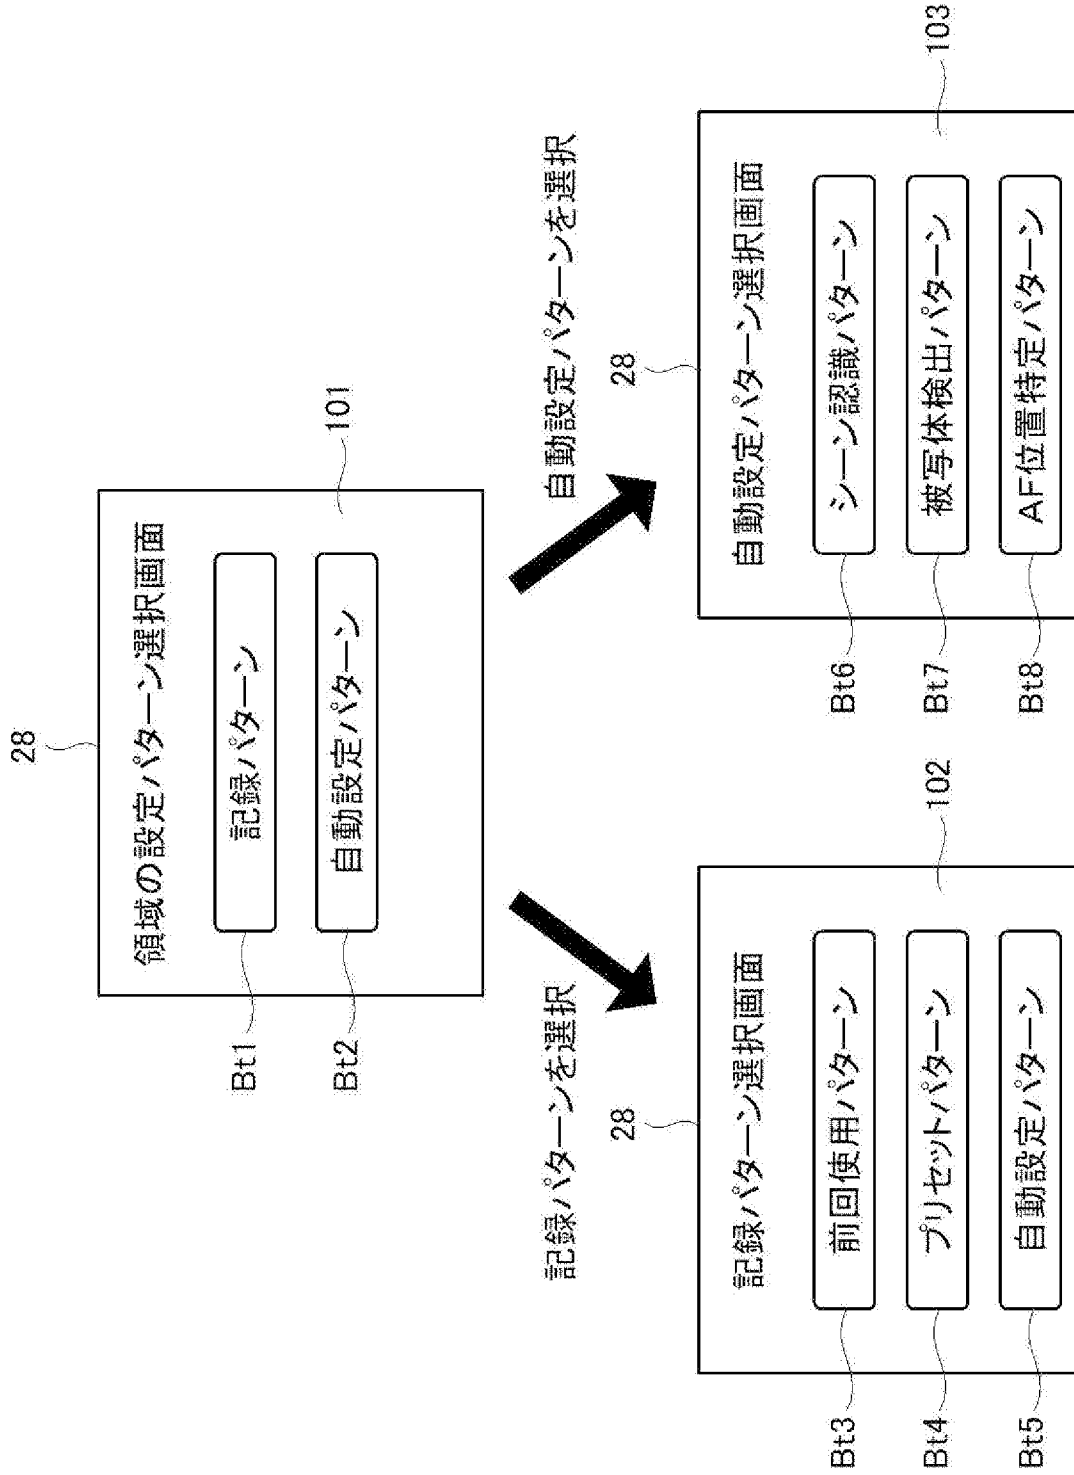 28
領域の設定パターン選択画面
101
Bt1
記録パターン
Bt2
自動設定パターン
記録パターンを選択
自動設定パターンを選択
28
記録パターン選択画面
102
Bt3
前回使用パターン
Bt4
プリセットパターン
Bt5
自動設定パターン
28
自動設定パターン選択画面
103
Bt6
シーン認識パターン
Bt7
被写体検出パターン
Bt8
AF位置特定パターン